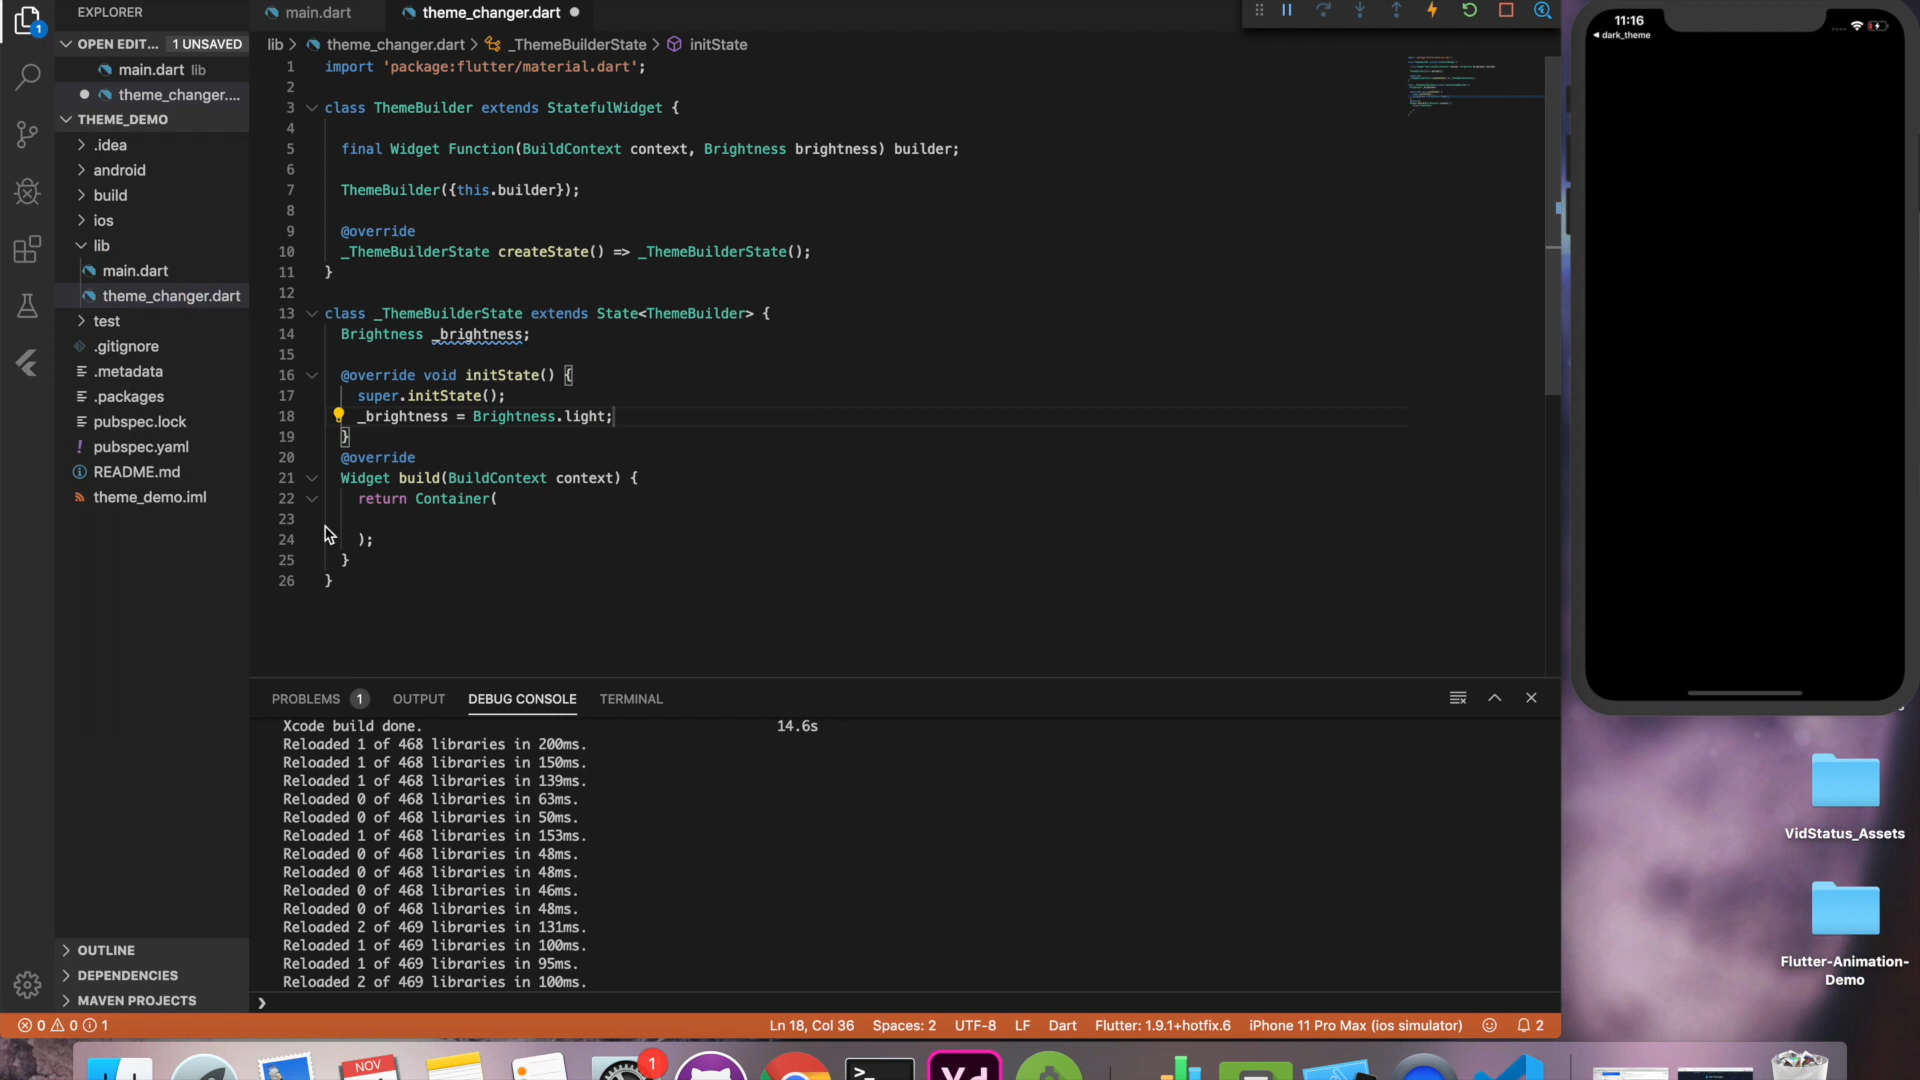 EXPLORER
OPEN EDIT... 1 UNSAVED
main.dart lib
theme_changer....
THEME_DEMO
.idea
android
build
ios
lib
main.dart
theme_changer.dart
test
.gitignore
.metadata
.packages
pubspec.lock
pubspec.yaml
README.md
theme_demo.iml
OUTLINE
DEPENDENCIES
MAVEN PROJECTS
1
main.dart
theme_changer.dart
lib > theme_changer.dart > _ThemeBuilderState > initState
1 import 'package:flutter/material.dart';
2
3 class ThemeBuilder extends StatefulWidget {
4
5 final Widget Function(BuildContext context, Brightness brightness) builder;
6
7 ThemeBuilder({this.builder});
8
9 @override
10 _ThemeBuilderState createState() => _ThemeBuilderState();
11 }
12
13 class _ThemeBuilderState extends State<ThemeBuilder> {
14 Brightness _brightness;
15
16 @override void initState() {
17 super.initState();
18 _brightness = Brightness.light;
19 }
20 @override
21 Widget build(BuildContext context) {
22 return Container(
23
24 );
25 }
26 }
PROBLEMS 1 OUTPUT DEBUG CONSOLE TERMINAL
Xcode build done. 14.6s
Reloaded 1 of 468 libraries in 200ms.
Reloaded 1 of 468 libraries in 150ms.
Reloaded 1 of 468 libraries in 139ms.
Reloaded 0 of 468 libraries in 63ms.
Reloaded 0 of 468 libraries in 50ms.
Reloaded 1 of 468 libraries in 153ms.
Reloaded 0 of 468 libraries in 48ms.
Reloaded 0 of 468 libraries in 48ms.
Reloaded 0 of 468 libraries in 46ms.
Reloaded 0 of 468 libraries in 48ms.
Reloaded 2 of 469 libraries in 131ms.
Reloaded 1 of 469 libraries in 100ms.
Reloaded 1 of 469 libraries in 95ms.
Reloaded 2 of 469 libraries in 100ms.
0 0 1
Ln 18, Col 36 Spaces: 2 UTF-8 LF Dart Flutter: 1.9.1+hotfix.6 iPhone 11 Pro Max (ios simulator) 2
11:16
dark_theme
VidStatus_Assets
Flutter-Animation-
Demo
NOV
1
Xd